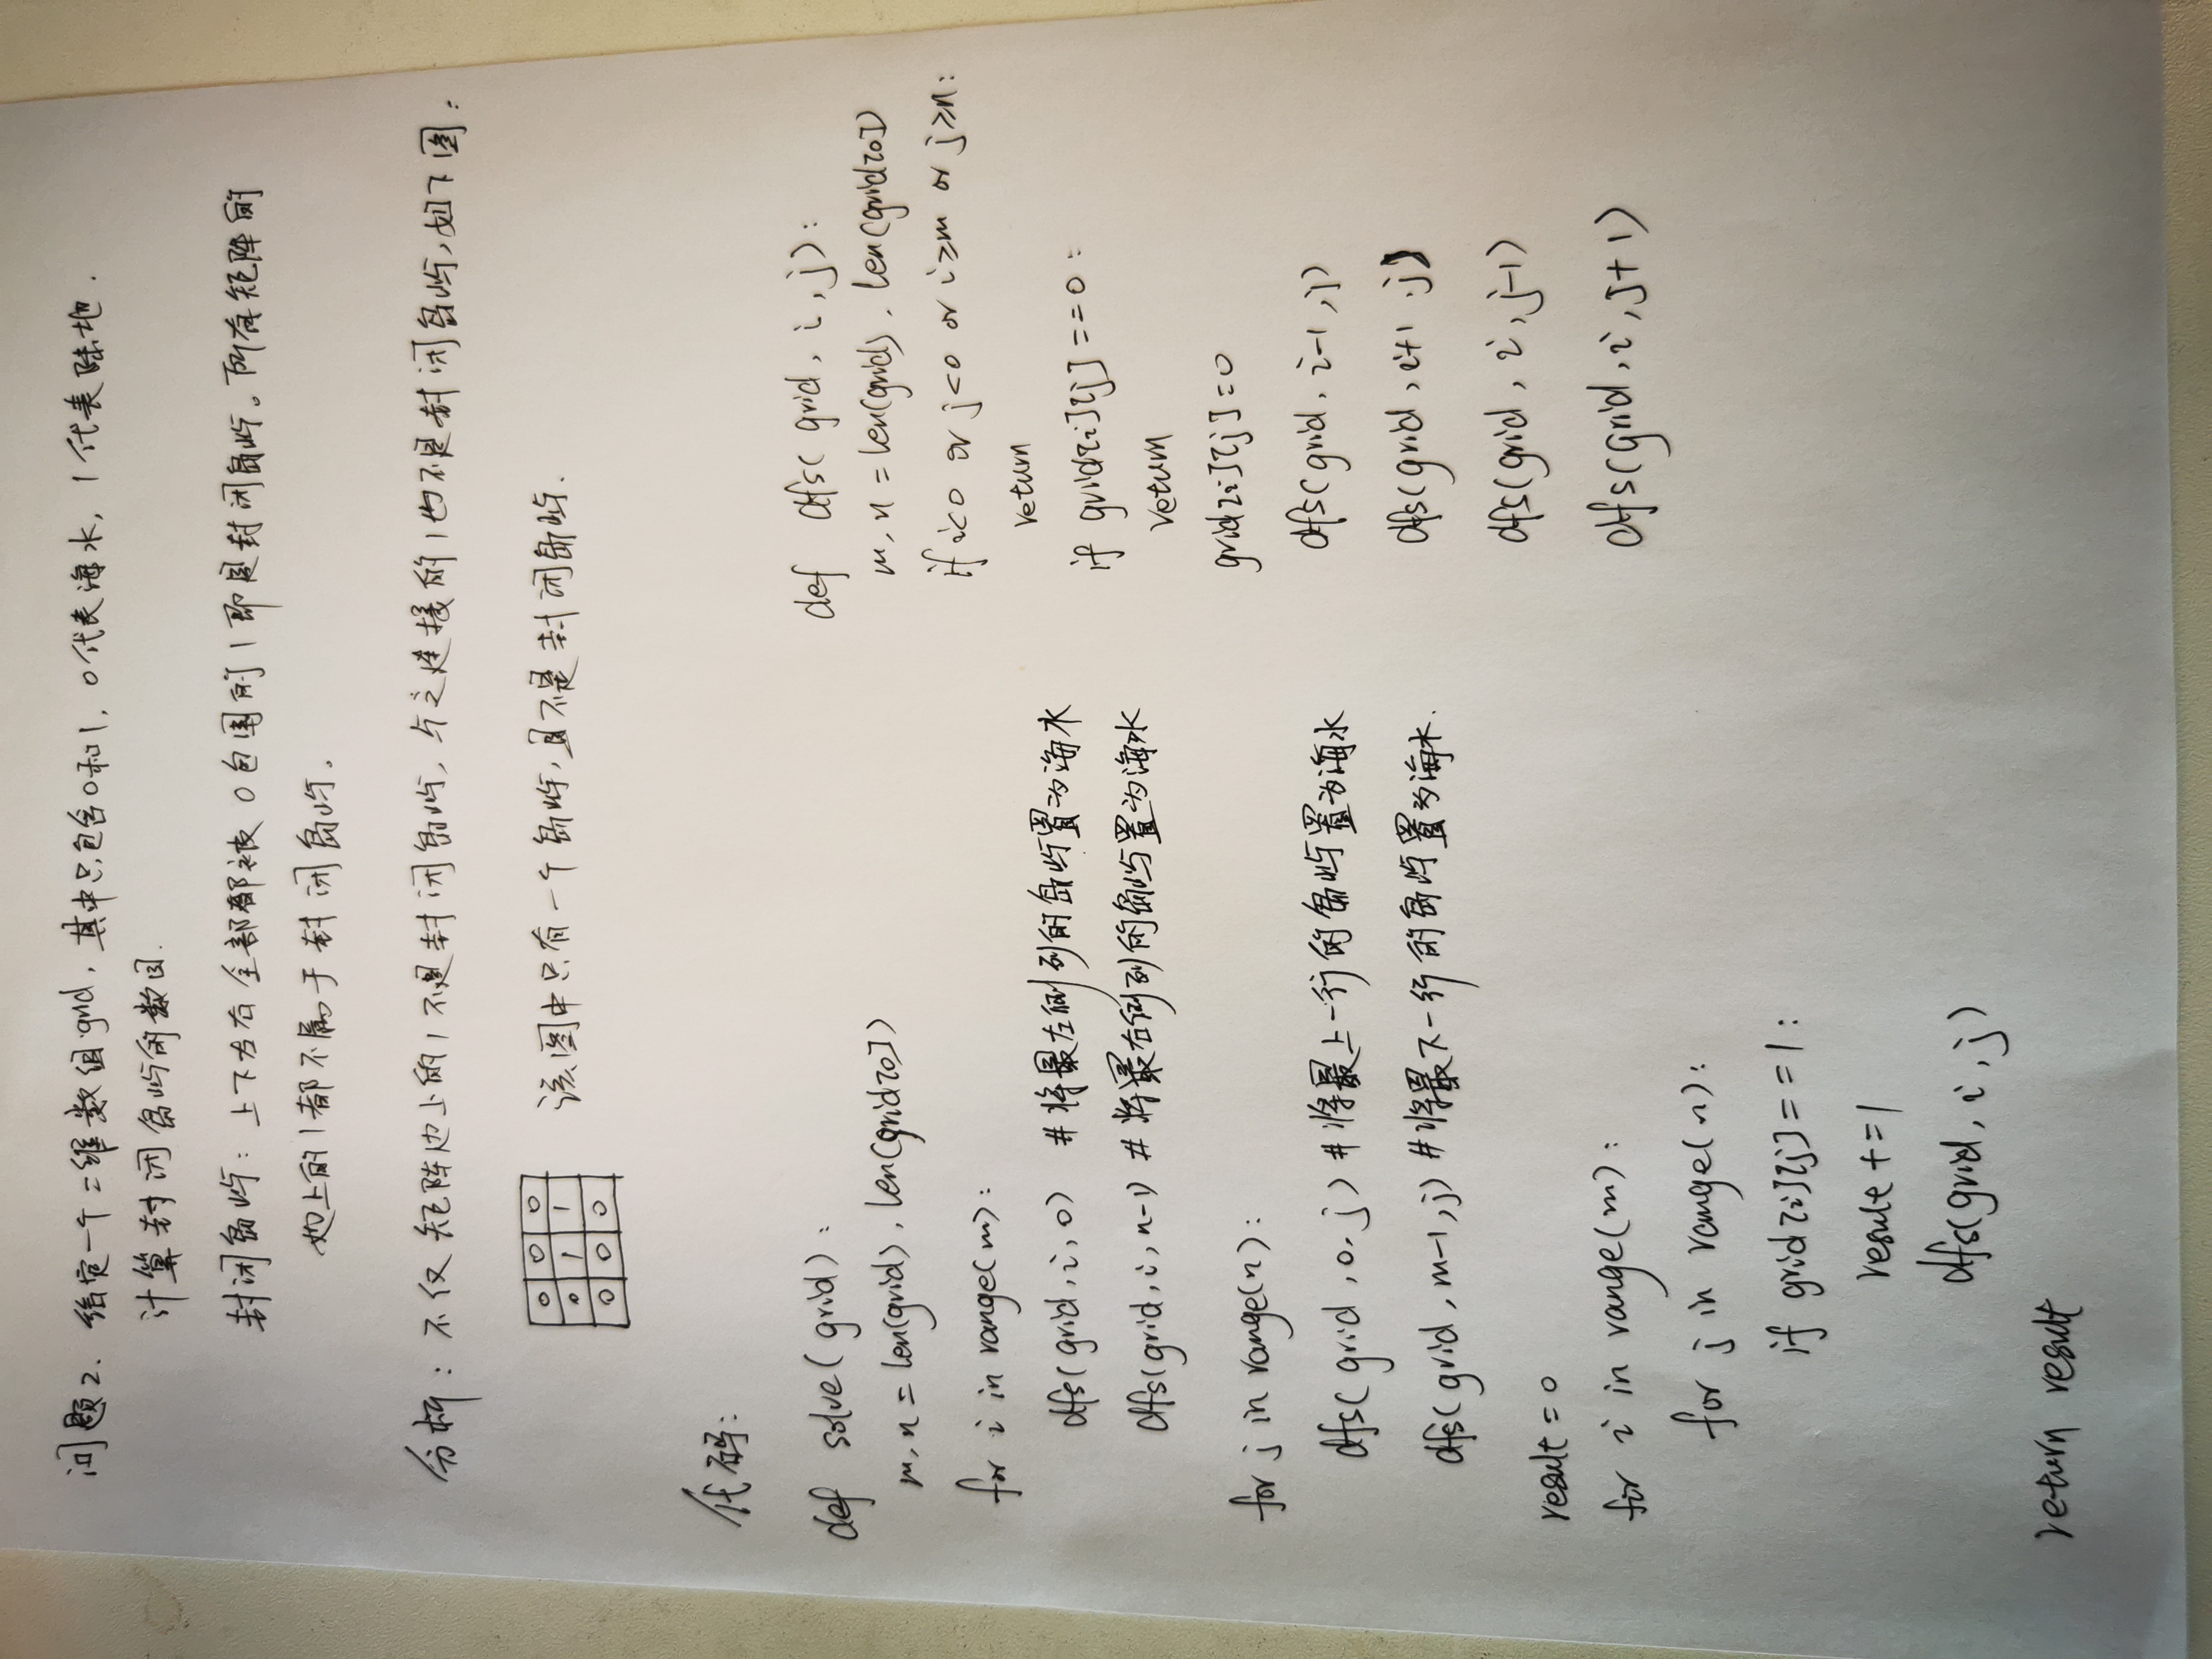 问题2. 给定一个二维数组grid，其中只包含0和1，0代表海水，1代表陆地.
计算封闭岛屿的数目.
封闭岛屿：上下左右全部都被0包围的1即是封闭岛屿。所有矩阵的
边上的1都不属于封闭岛屿。
分析：不仅矩阵边上的1不是封闭岛屿，与之连接的1也不是封闭岛屿，如下图：
0 0 0
0 1 1
0 0 0
该图中只有一个岛屿，且不是封闭岛屿.
代码：
def solve(grid):
m, n = len(grid), len(grid[0])
for i in range(m):
dfs(grid, i, 0) #将最左侧列的岛屿置为海水
dfs(grid, i, n-1) #将最右侧列的岛屿置为海水
for j in range(n):
dfs(grid, 0, j) #将最上一行的岛屿置为海水
dfs(grid, m-1, j) #将最下一行的岛屿置为海水.
result = 0
for i in range(m):
for j in range(n):
if grid[i][j] == 1:
result += 1
dfs(grid, i, j)
return result
def dfs(grid, i, j):
m, n = len(grid), len(grid[0])
if i<0 or j<0 or i≥m or j≥n:
return
if grid[i][j] == 0:
return
grid[i][j] = 0
dfs(grid, i-1, j)
dfs(grid, i+1, j)
dfs(grid, i, j-1)
dfs(grid, i, j+1)